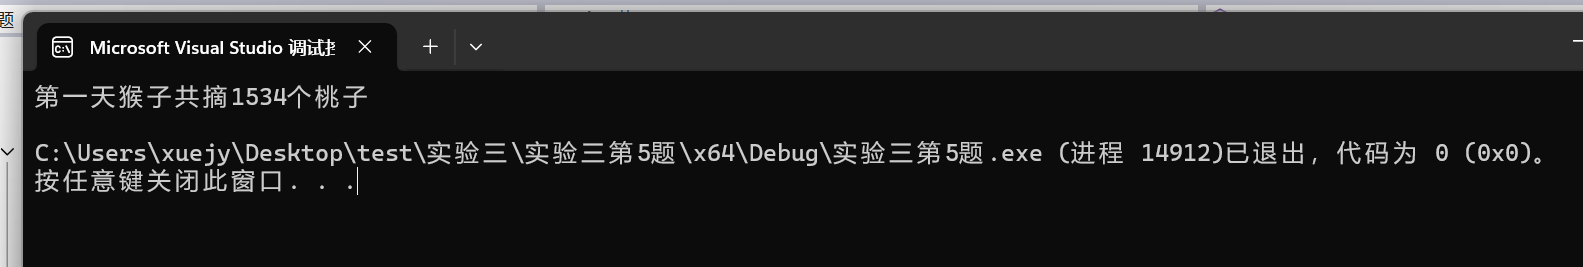 题
Microsoft Visual Studio 调试
第一天猴子共摘1534个桃子
C:\Users\xuejy\Desktop\test\实验三\实验三第5题\x64\Debug\实验三第5题.exe (进程 14912)已退出，代码为 0 (0x0)。
按任意键关闭此窗口. . .